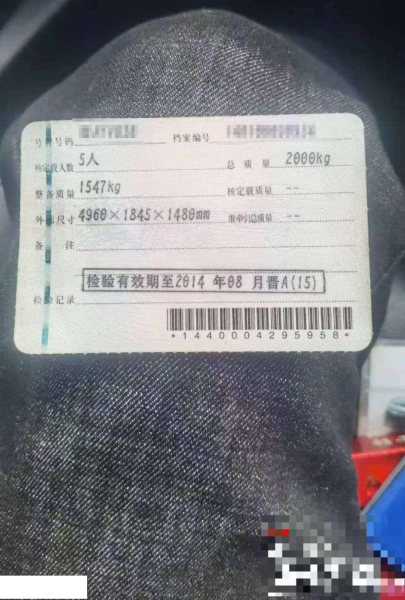 号牌号码 档案编号
核定载人数 5人 总质量 2000kg
整备质量 1547kg 核定载质量 --
外廓尺寸 4960×1845×1480mm 准牵引总质量 --
备注
检验有效期至2014 年08 月晋A(15)
检验记录
*1440004295958*